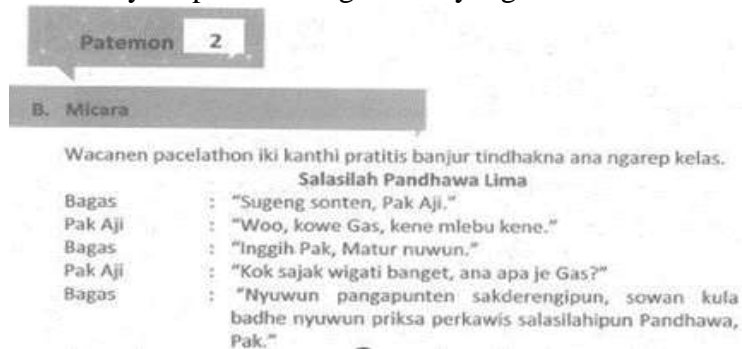 Patemon 2
B. Micara
Wacanen pacelathon iki kanthi pratitis banjur tindhakna ana ngarep kelas.
Salasilah Pandhawa Lima
Bagas : "Sugeng sonten, Pak Aji."
Pak Aji : "Woo, kowe Gas, kene mlebu kene."
Bagas : "Inggih Pak, Matur nuwun."
Pak Aji : "Kok sajak wigati banget, ana apa je Gas?"
Bagas : "Nyuwun pangapunten sakderengipun, sowan kula
badhe nyuwun priksa perkawis salasilahipun Pandhawa,
Pak."